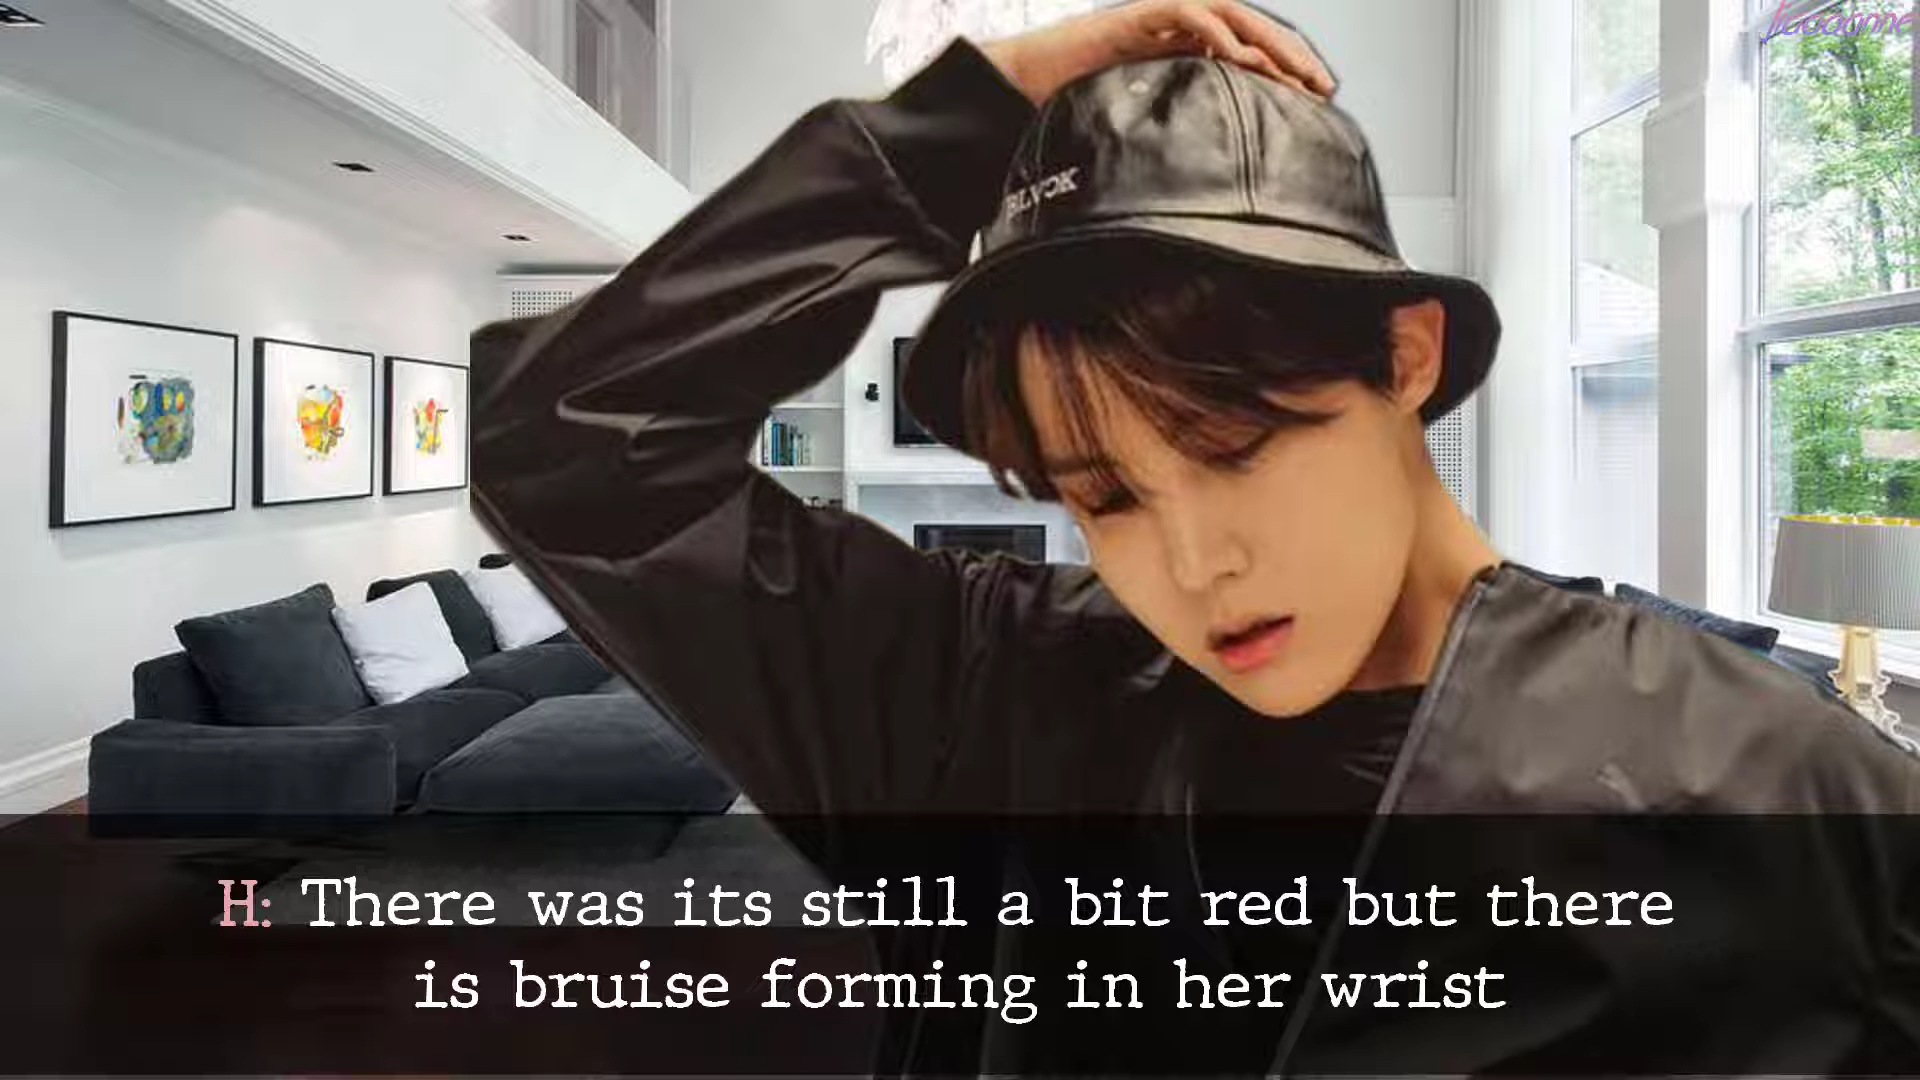 BLVCK
H: There was its still a bit red but there
is bruise forming in her wrist